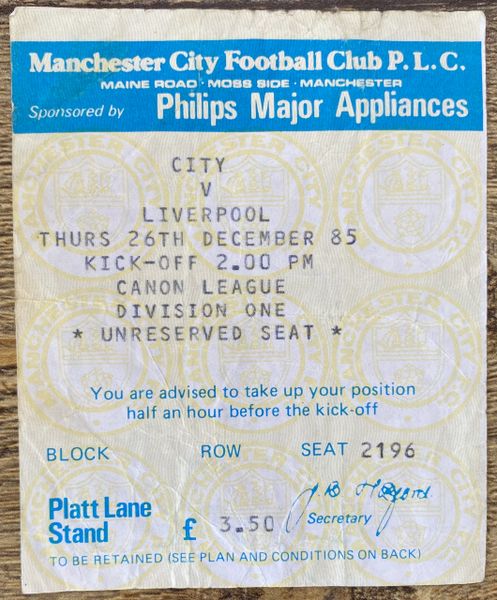 Manchester City Football Club P.L.C.
MAINE ROAD · MOSS SIDE · MANCHESTER
Sponsored by Philips Major Appliances
CITY
V
LIVERPOOL
THURS 26TH DECEMBER 85
KICK-OFF 2.00 PM
CANON LEAGUE
DIVISION ONE
* UNRESERVED SEAT *
You are advised to take up your position
half an hour before the kick-off
BLOCK ROW SEAT 2196
Platt Lane
Stand
£ 3.50
Secretary
TO BE RETAINED (SEE PLAN AND CONDITIONS ON BACK)